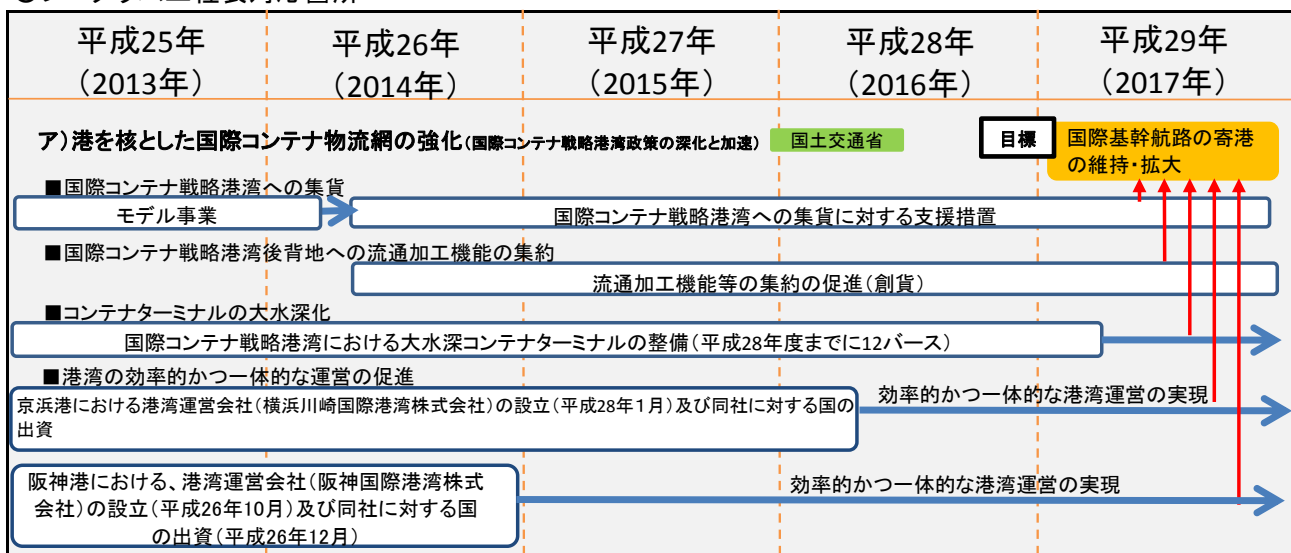 平成25年
(2013年)
平成26年
(2014年)
平成27年
(2015年)
平成28年
(2016年)
平成29年
(2017年)
ア)港を核とした国際コンテナ物流網の強化(国際コンテナ戦略港湾政策の深化と加速)
国土交通省
目標
国際基幹航路の寄港
の維持・拡大
■国際コンテナ戦略港湾への集貨
モデル事業
国際コンテナ戦略港湾への集貨に対する支援措置
■国際コンテナ戦略港湾後背地への流通加工機能の集約
流通加工機能等の集約の促進(創貨)
■コンテナターミナルの大水深化
国際コンテナ戦略港湾における大水深コンテナターミナルの整備(平成28年度までに12バース)
■港湾の効率的かつ一体的な運営の促進
京浜港における港湾運営会社(横浜川崎国際港湾株式会社)の設立(平成28年1月)及び同社に対する国の
出資
効率的かつ一体的な港湾運営の実現
阪神港における、港湾運営会社(阪神国際港湾株式
会社)の設立(平成26年10月)及び同社に対する国
の出資(平成26年12月)
効率的かつ一体的な港湾運営の実現